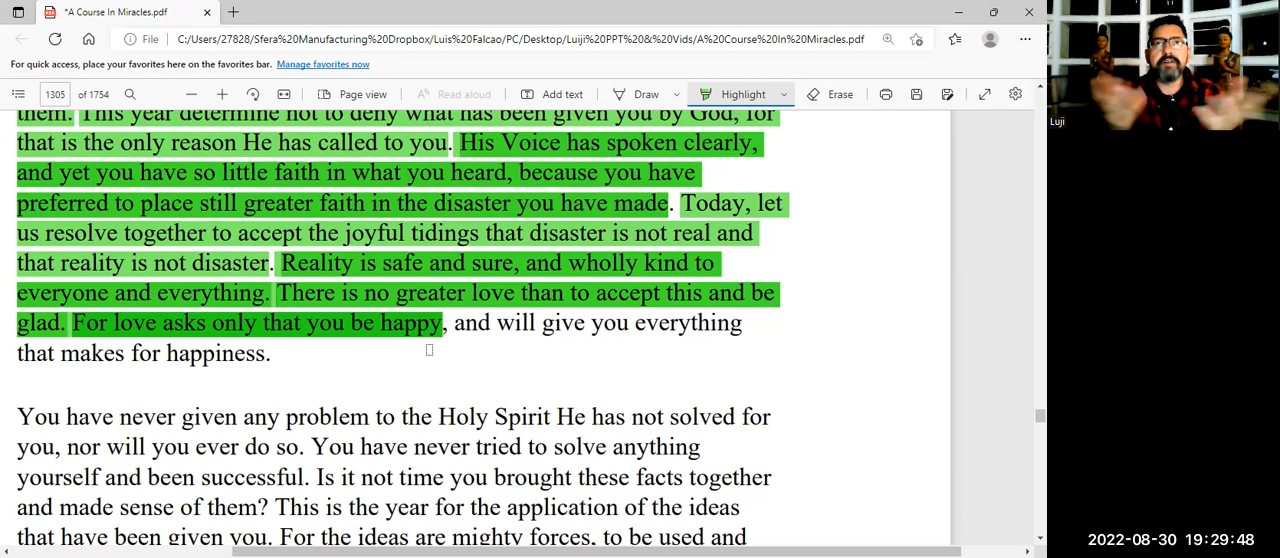 *A Course In Miracles.pdf
File C:/Users/27828/Sfera%20Manufacturing%20Dropbox/Luis%20Falcao/PC/Desktop/Luiji%20PPT%20&%20Vids/A%20Course%20In%20Miracles.pdf
For quick access, place your favorites here on the favorites bar. Manage favorites now
1305 of 1754 Page view Read aloud Add text Draw Highlight Erase
them. This year determine not to deny what has been given you by God, for
that is the only reason He has called to you. His Voice has spoken clearly,
and yet you have so little faith in what you heard, because you have
preferred to place still greater faith in the disaster you have made. Today, let
us resolve together to accept the joyful tidings that disaster is not real and
that reality is not disaster. Reality is safe and sure, and wholly kind to
everyone and everything. There is no greater love than to accept this and be
glad. For love asks only that you be happy, and will give you everything
that makes for happiness.
You have never given any problem to the Holy Spirit He has not solved for
you, nor will you ever do so. You have never tried to solve anything
yourself and been successful. Is it not time you brought these facts together
and made sense of them? This is the year for the application of the ideas
that have been given you. For the ideas are mighty forces, to be used and
Luji
2022-08-30 19:29:48